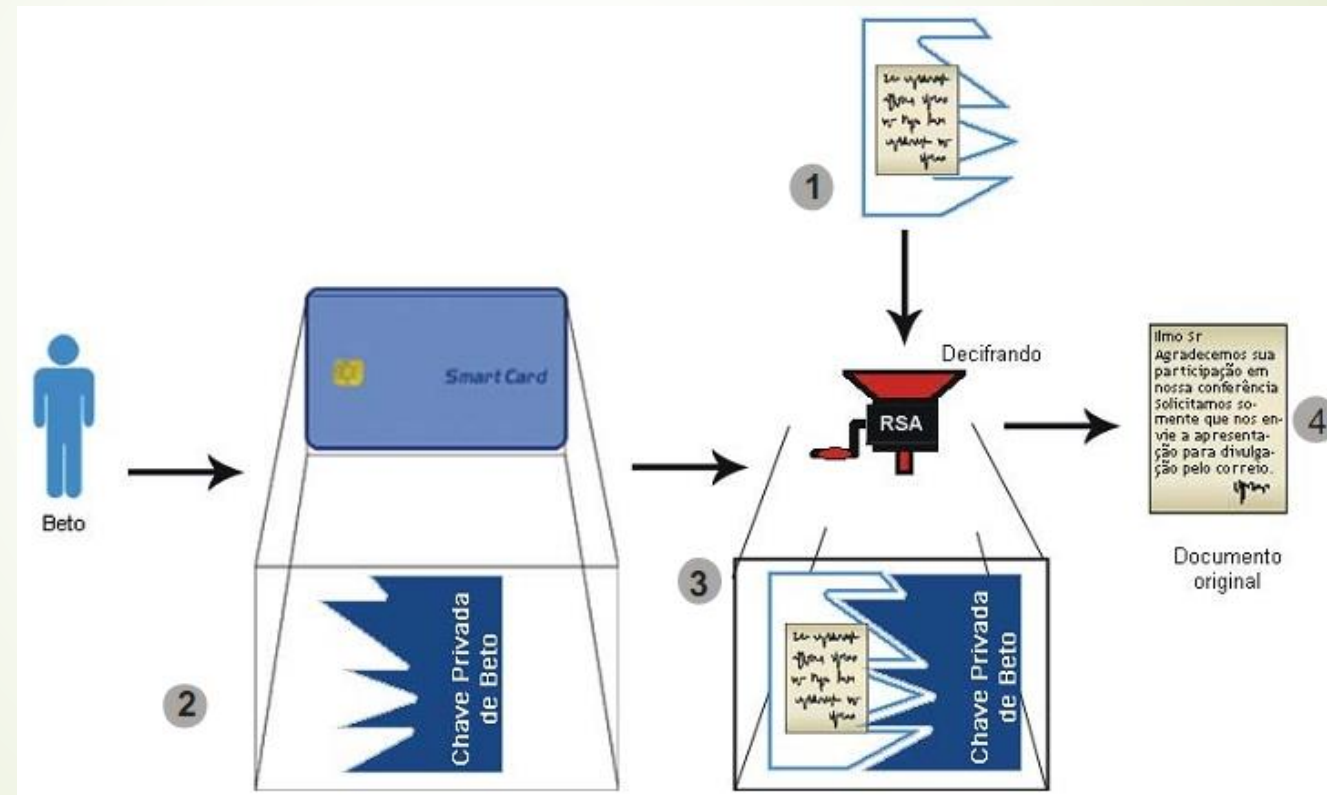 1
Decifrando
Smart Card
RSA
Ilmo Sr
Agradecemos sua
participação em
nossa conferência
Solicitamos so-
mente que nos en-
vie a apresenta-
ção para divulga-
ção pelo correio.
4
Beto
Documento
original
3
2
Chave Privada
de Beto
Chave Privada
de Beto